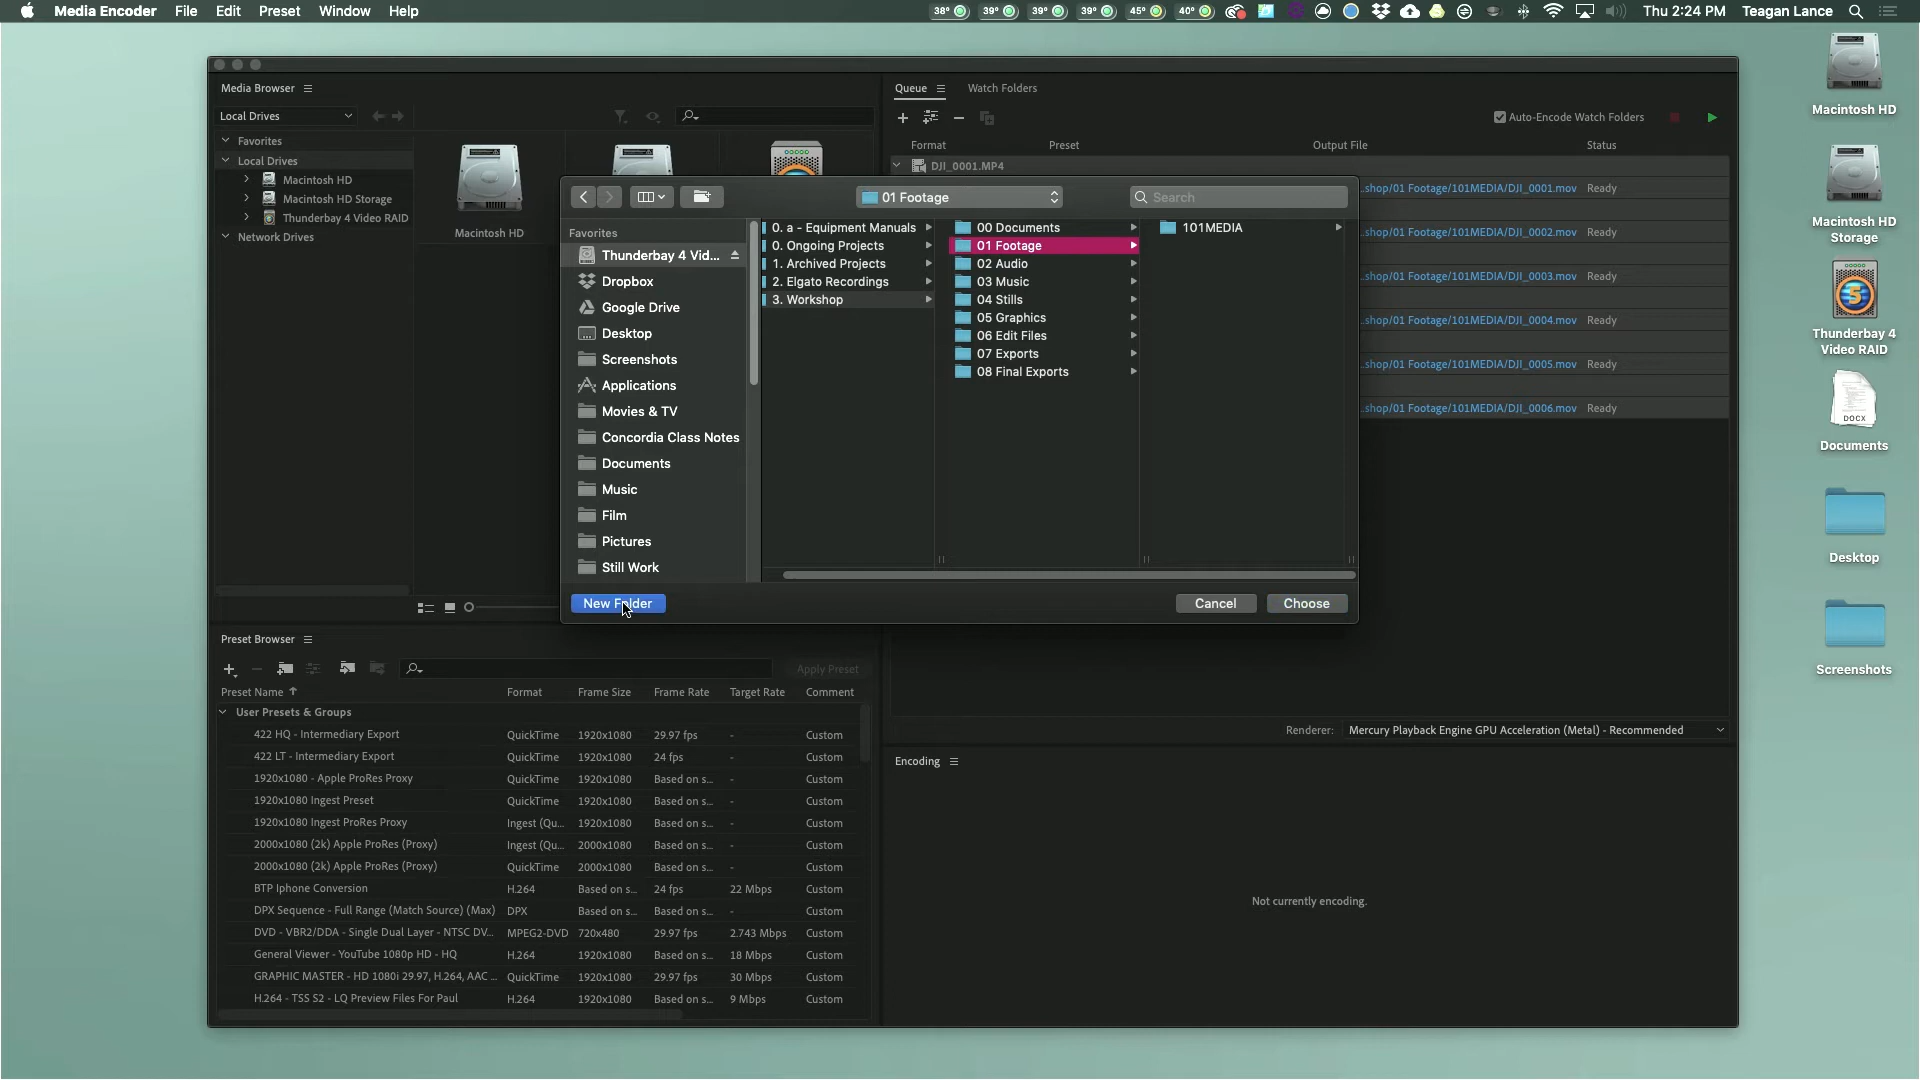 Media Encoder File Edit Preset Window Help
38° 39° 39° 39° 45° 40° Thu 2:24 PM Teagan Lance
Media Browser
Local Drives
Favorites
Local Drives
Macintosh HD
Macintosh HD Storage
Thunderbay 4 Video RAID
Network Drives
Macintosh HD
Queue Watch Folders
Auto-Encode Watch Folders
Format Preset Output File Status
DJI_0001.MP4
..shop/01 Footage/101MEDIA/DJI_0001.mov Ready
..shop/01 Footage/101MEDIA/DJI_0002.mov Ready
..shop/01 Footage/101MEDIA/DJI_0003.mov Ready
..shop/01 Footage/101MEDIA/DJI_0004.mov Ready
..shop/01 Footage/101MEDIA/DJI_0005.mov Ready
..shop/01 Footage/101MEDIA/DJI_0006.mov Ready
01 Footage
Search
Favorites
Thunderbay 4 Vid...
Dropbox
Google Drive
Desktop
Screenshots
Applications
Movies & TV
Concordia Class Notes
Documents
Music
Film
Pictures
Still Work
0. a - Equipment Manuals
0. Ongoing Projects
1. Archived Projects
2. Elgato Recordings
3. Workshop
00 Documents
01 Footage
02 Audio
03 Music
04 Stills
05 Graphics
06 Edit Files
07 Exports
08 Final Exports
101MEDIA
New Folder
Cancel
Choose
Preset Browser
Apply Preset
Preset Name Format Frame Size Frame Rate Target Rate Comment
User Presets & Groups
422 HQ - Intermediary Export QuickTime 1920x1080 29.97 fps - Custom
422 LT - Intermediary Export QuickTime 1920x1080 24 fps - Custom
1920x1080 - Apple ProRes Proxy QuickTime 1920x1080 Based on s... - Custom
1920x1080 Ingest Preset QuickTime 1920x1080 Based on s... - Custom
1920x1080 Ingest ProRes Proxy Ingest (Qu... 1920x1080 Based on s... - Custom
2000x1080 (2k) Apple ProRes (Proxy) Ingest (Qu... 2000x1080 Based on s... - Custom
2000x1080 (2k) Apple ProRes (Proxy) QuickTime 2000x1080 Based on s... - Custom
BTP Iphone Conversion H.264 Based on s... 24 fps 22 Mbps Custom
DPX Sequence - Full Range (Match Source) (Max) DPX Based on s... Based on s... - Custom
DVD - VBR2/DDA - Single Dual Layer - NTSC DV... MPEG2-DVD 720x480 29.97 fps 2.743 Mbps Custom
General Viewer - YouTube 1080p HD - HQ H.264 1920x1080 Based on s... 18 Mbps Custom
GRAPHIC MASTER - HD 1080i 29.97, H.264, AAC ... QuickTime 1920x1080 29.97 fps 30 Mbps Custom
H.264 - TSS S2 - LQ Preview Files For Paul H.264 1920x1080 Based on s... 9 Mbps Custom
Renderer: Mercury Playback Engine GPU Acceleration (Metal) - Recommended
Encoding
Not currently encoding.
Macintosh HD
Macintosh HD
Storage
5
Thunderbay 4
Video RAID
DOCX
Documents
Desktop
Screenshots